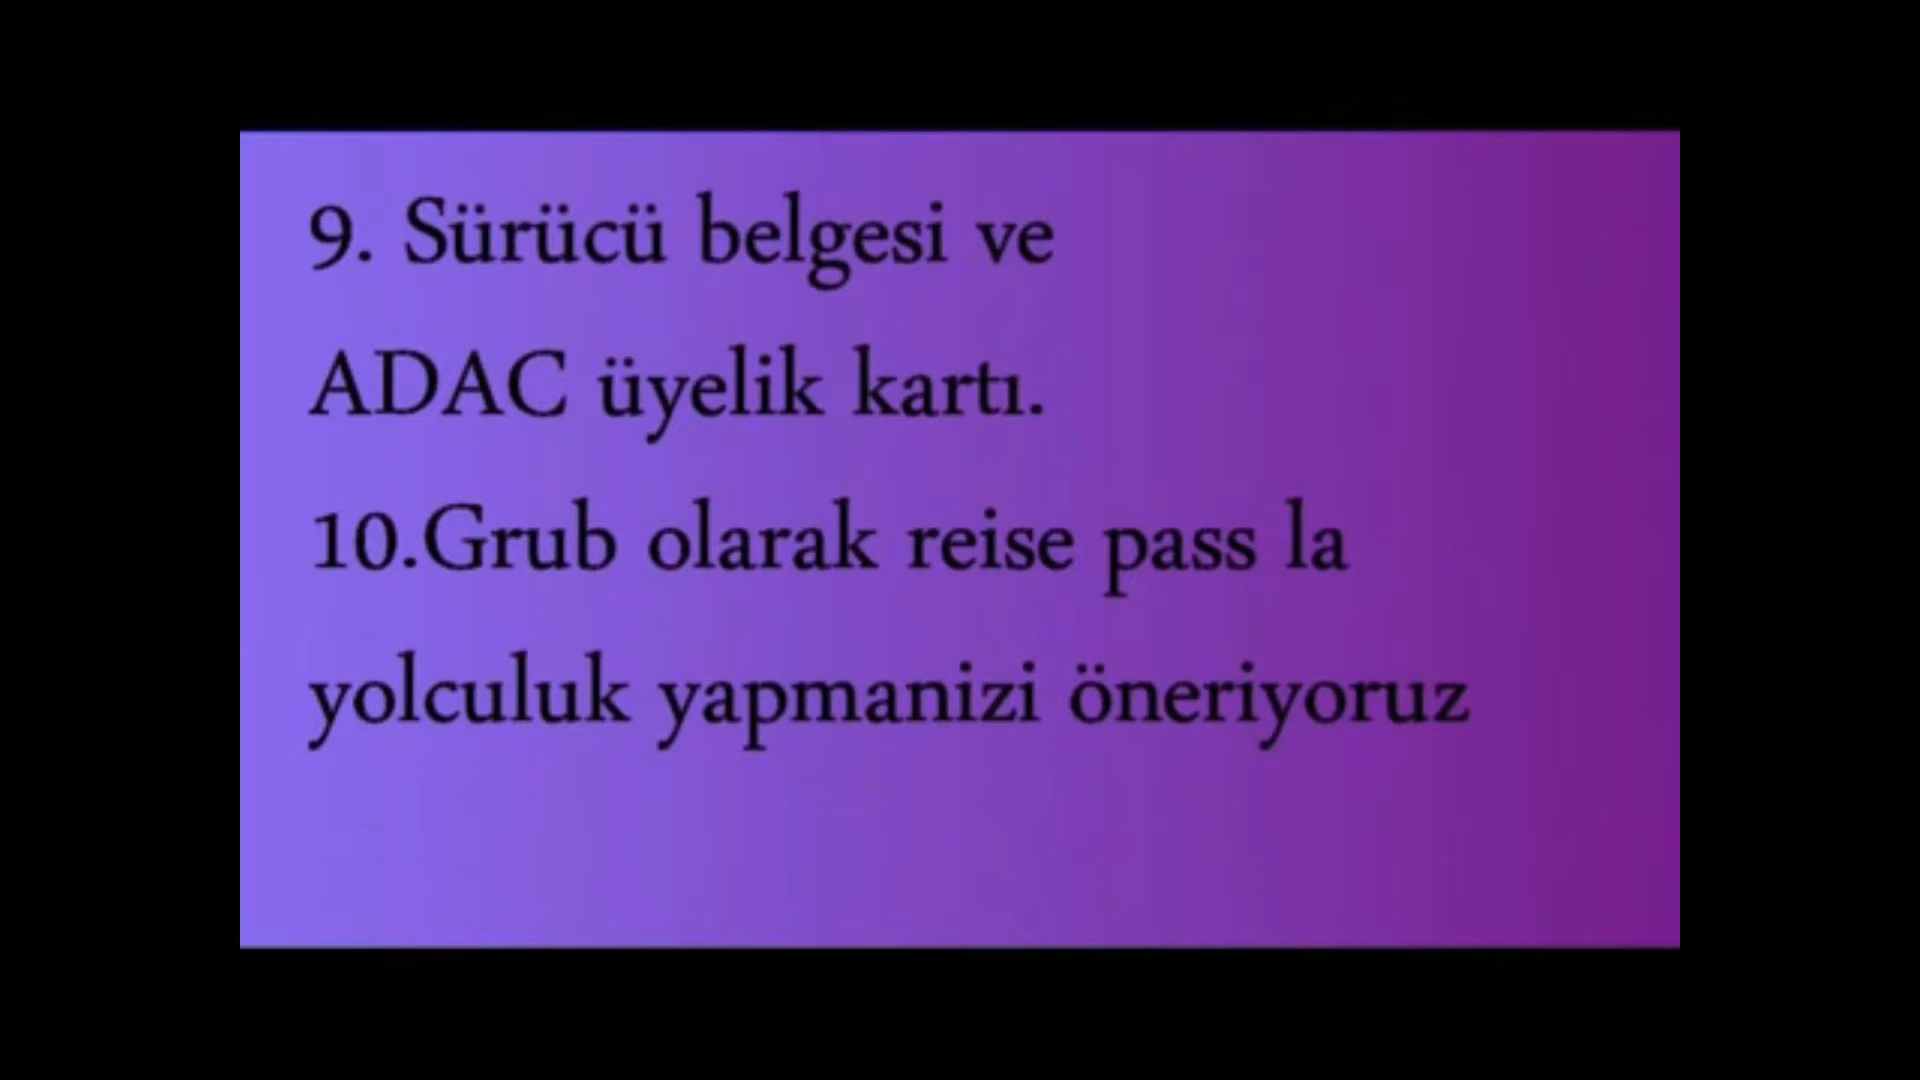 9. Sürücü belgesi ve
ADAC üyelik kartı.
10.Grub olarak reise pass la
yolculuk yapmanizi öneriyoruz